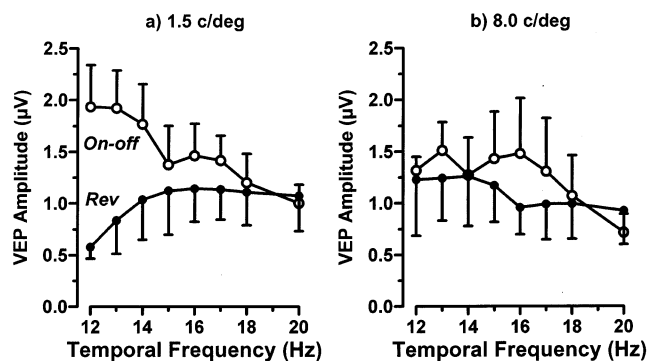 a) 1.5 c/deg
b) 8.0 c/deg
VEP Amplitude (µV)
2.5
2.0
1.5
1.0
0.5
0.0
On-off
Rev
12 14 16 18 20
Temporal Frequency (Hz)
VEP Amplitude (µV)
2.5
2.0
1.5
1.0
0.5
0.0
12 14 16 18 20
Temporal Frequency (Hz)